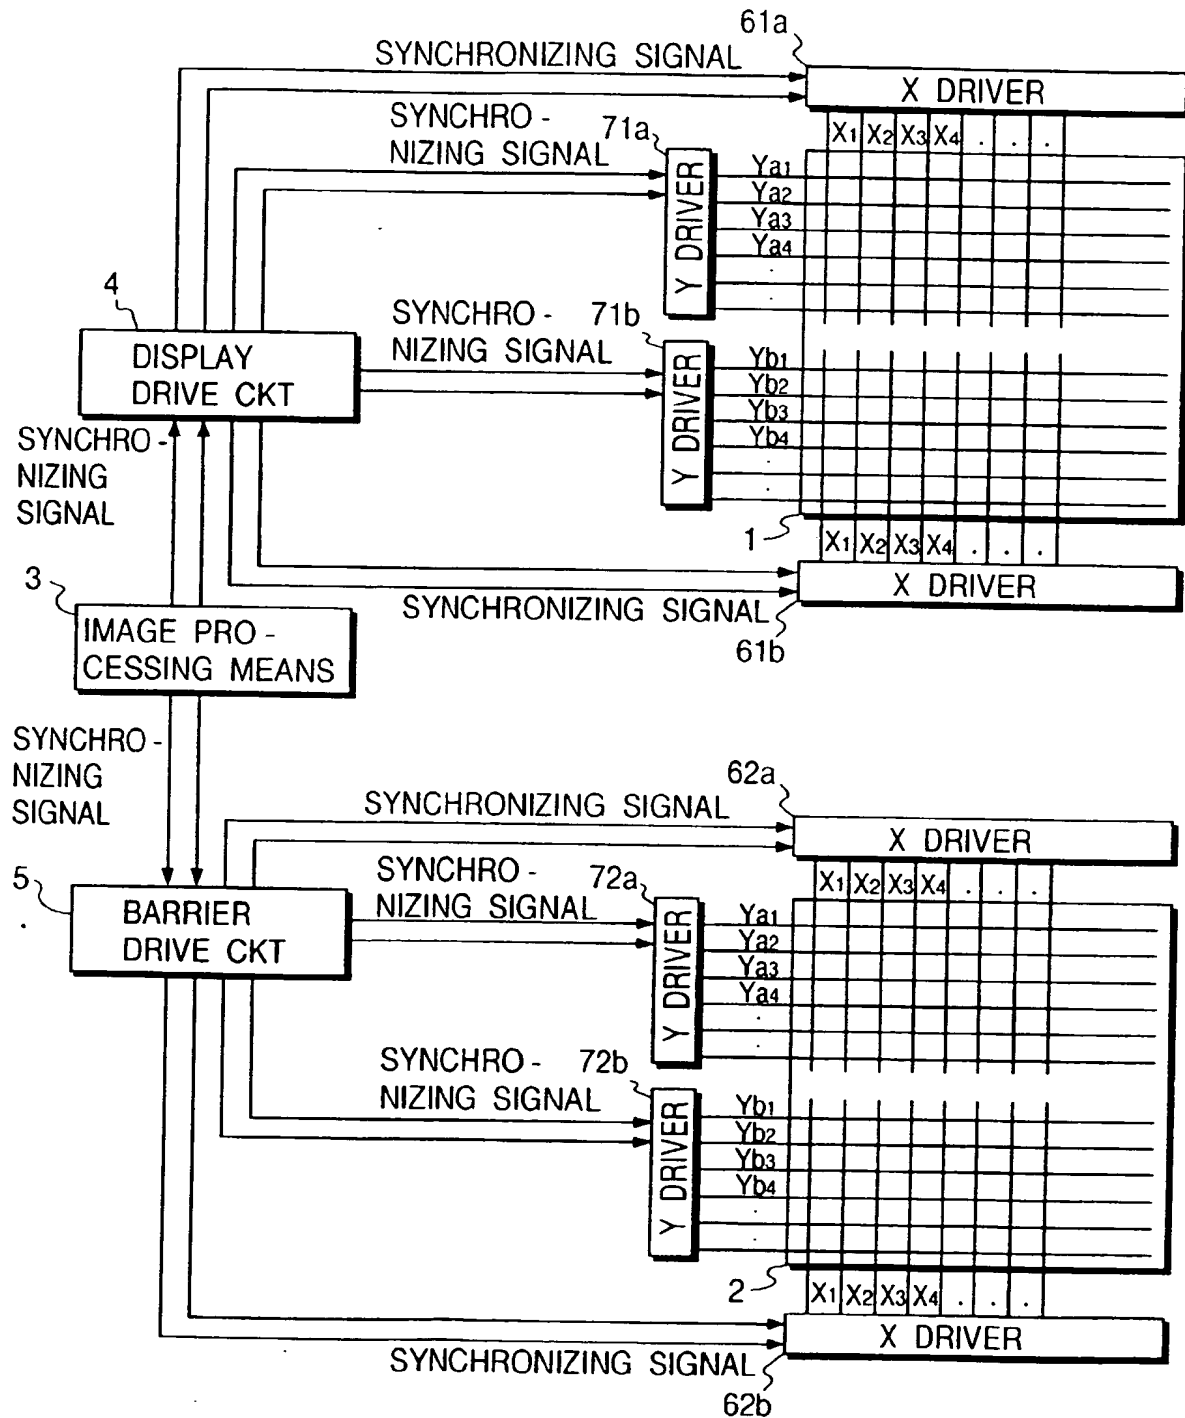 61a
SYNCHRONIZING SIGNAL
X DRIVER
SYNCHRO -
NIZING SIGNAL
71a
X1 X2 X3 X4 . . .
Y DRIVER
Ya1
Ya2
Ya3
Ya4
.
.
4
DISPLAY
DRIVE CKT
SYNCHRO -
NIZING SIGNAL
71b
Y DRIVER
Yb1
Yb2
Yb3
Yb4
.
.
SYNCHRO -
NIZING
SIGNAL
1
X1 X2 X3 X4 . . .
X DRIVER
SYNCHRONIZING SIGNAL
61b
3
IMAGE PRO -
CESSING MEANS
SYNCHRO -
NIZING
SIGNAL
62a
SYNCHRONIZING SIGNAL
X DRIVER
5
BARRIER
DRIVE CKT
SYNCHRO -
NIZING SIGNAL
72a
X1 X2 X3 X4 . . .
Y DRIVER
Ya1
Ya2
Ya3
Ya4
.
.
SYNCHRO -
NIZING SIGNAL
72b
Y DRIVER
Yb1
Yb2
Yb3
Yb4
.
.
2
X1 X2 X3 X4 . . .
X DRIVER
SYNCHRONIZING SIGNAL
62b